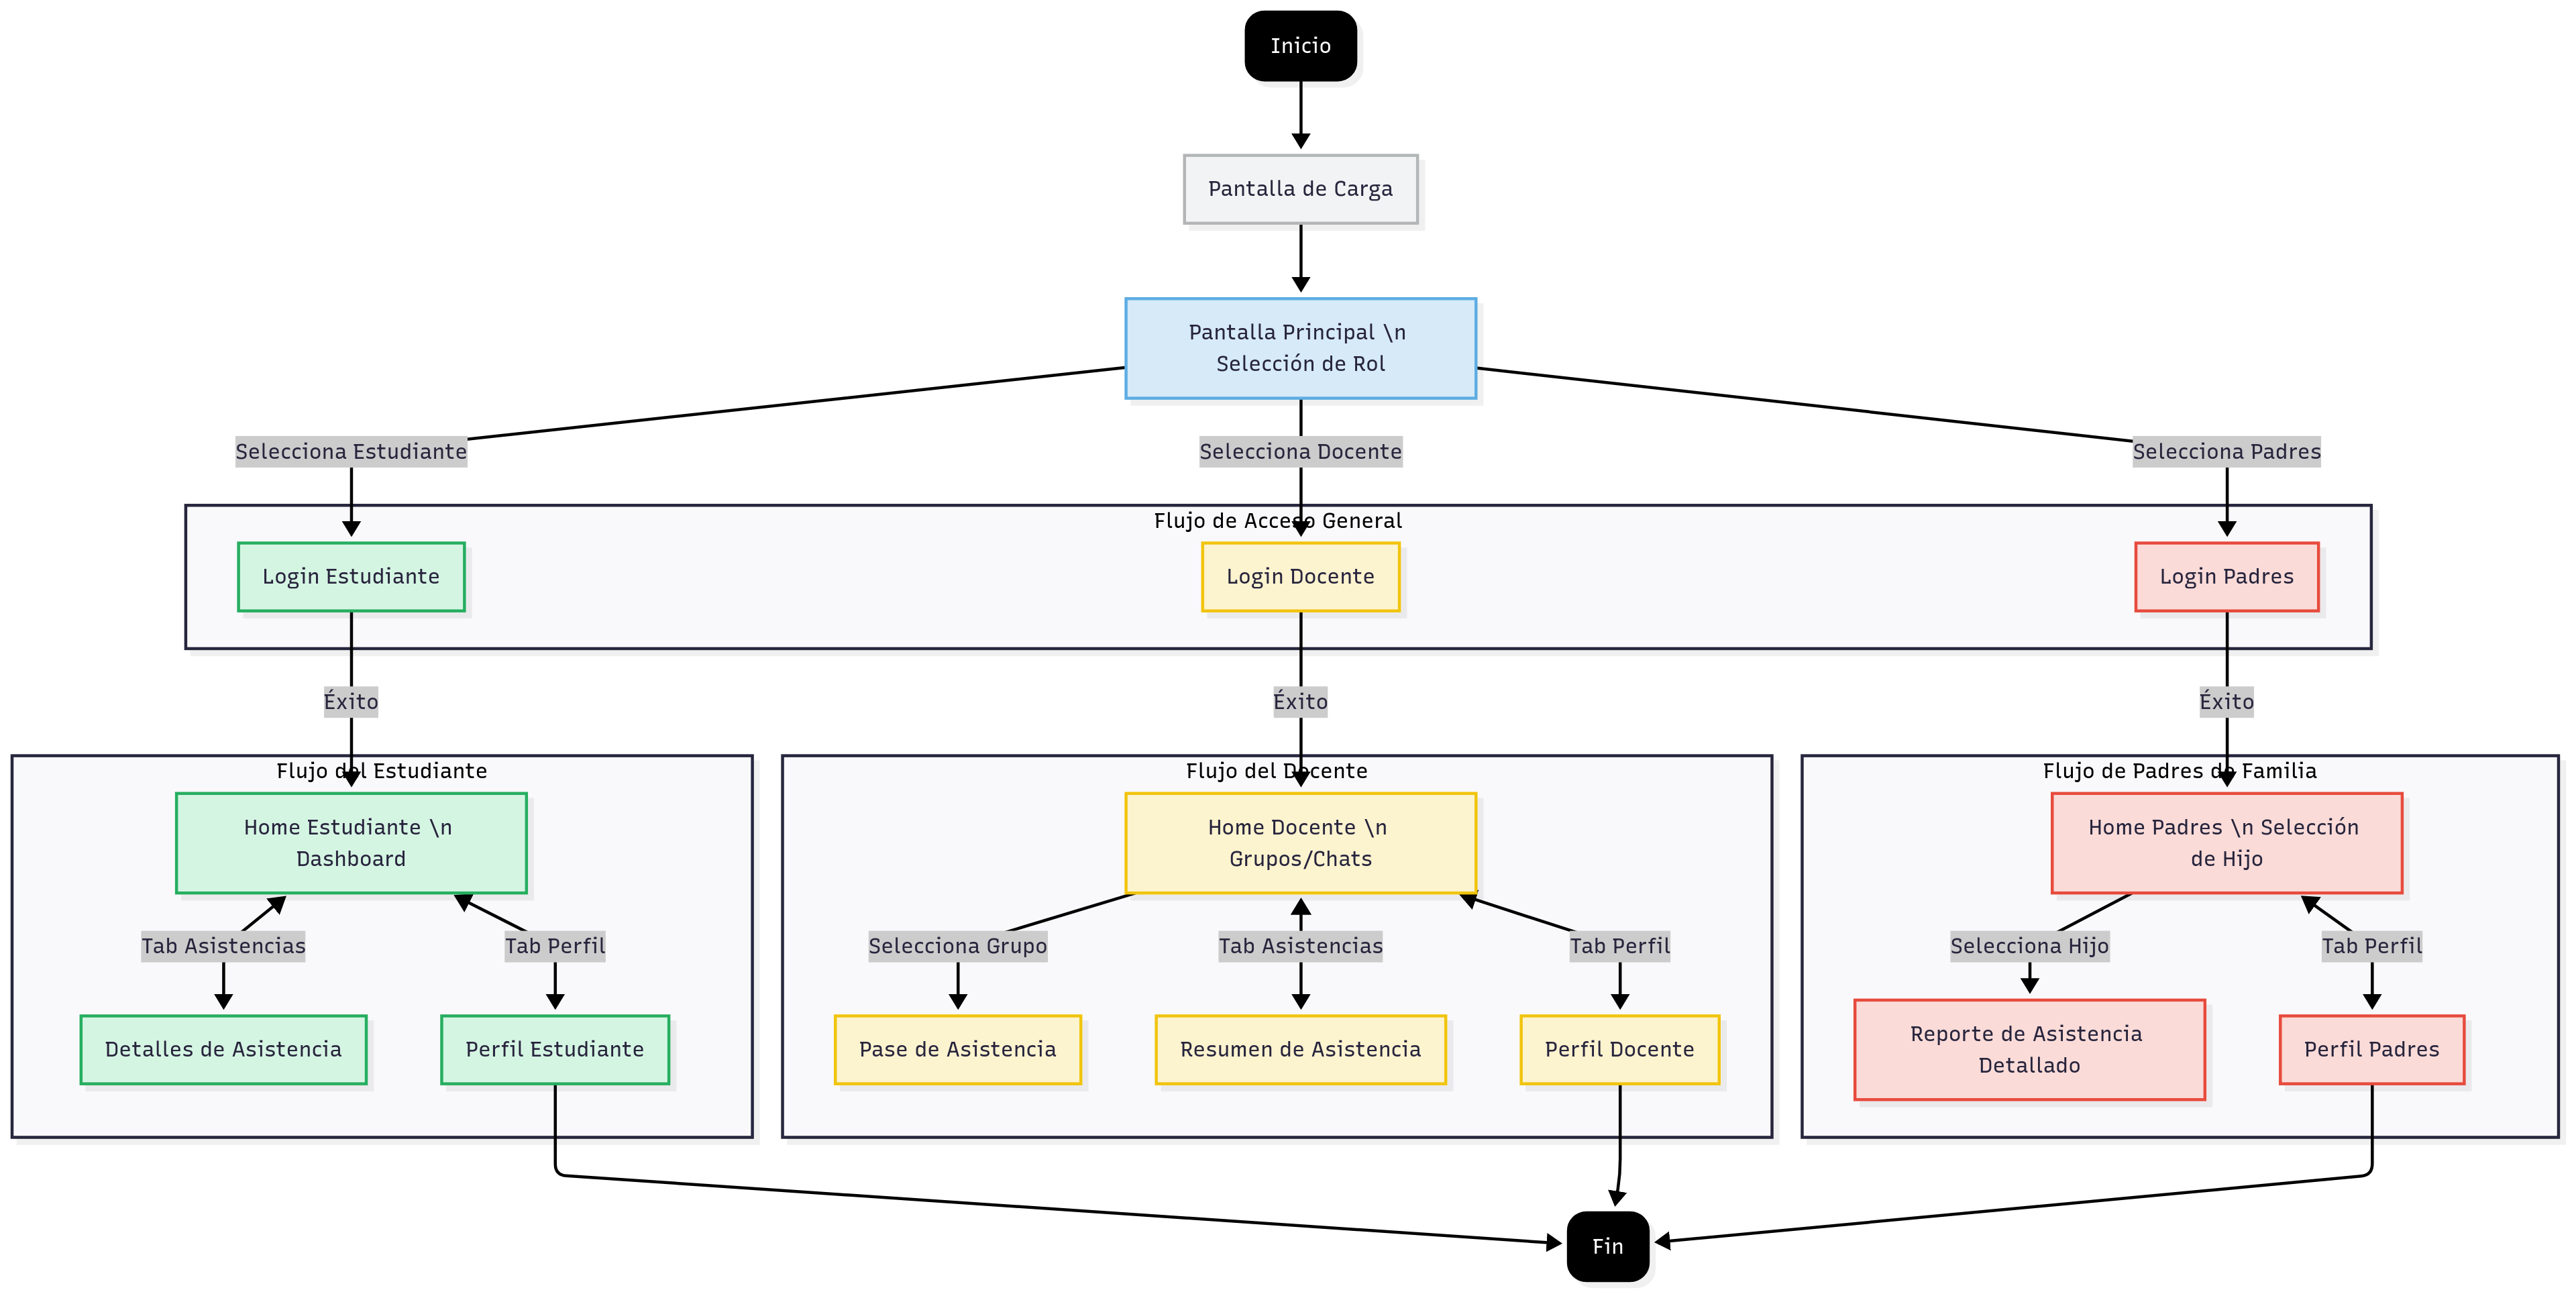 Inicio
Pantalla de Carga
Pantalla Principal \n
Selección de Rol
Selecciona Estudiante
Selecciona Docente
Selecciona Padres
Flujo de Acceso General
Login Estudiante
Login Docente
Login Padres
Éxito
Éxito
Éxito
Flujo del Estudiante
Flujo del Docente
Flujo de Padres de Familia
Home Estudiante \n
Dashboard
Home Docente \n
Grupos/Chats
Home Padres \n Selección
de Hijo
Tab Asistencias
Tab Perfil
Selecciona Grupo
Tab Asistencias
Tab Perfil
Selecciona Hijo
Tab Perfil
Detalles de Asistencia
Perfil Estudiante
Pase de Asistencia
Resumen de Asistencia
Perfil Docente
Reporte de Asistencia
Detallado
Perfil Padres
Fin